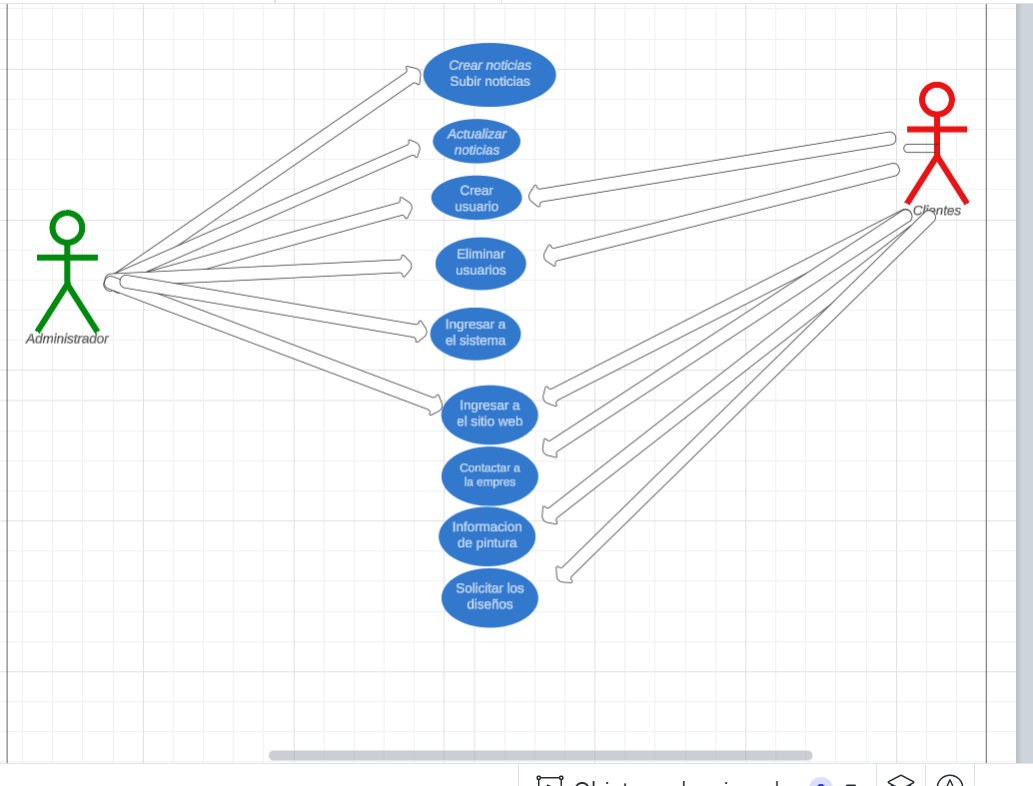 Crear noticias
Subir noticias
Actualizar
noticias
Crear
usuario
Clientes
Eliminar
usuarios
Administrador
Ingresar a
el sistema
Ingresar a
el sitio web
Contactar a
la empres
Informacion
de pintura
Solicitar los
diseños